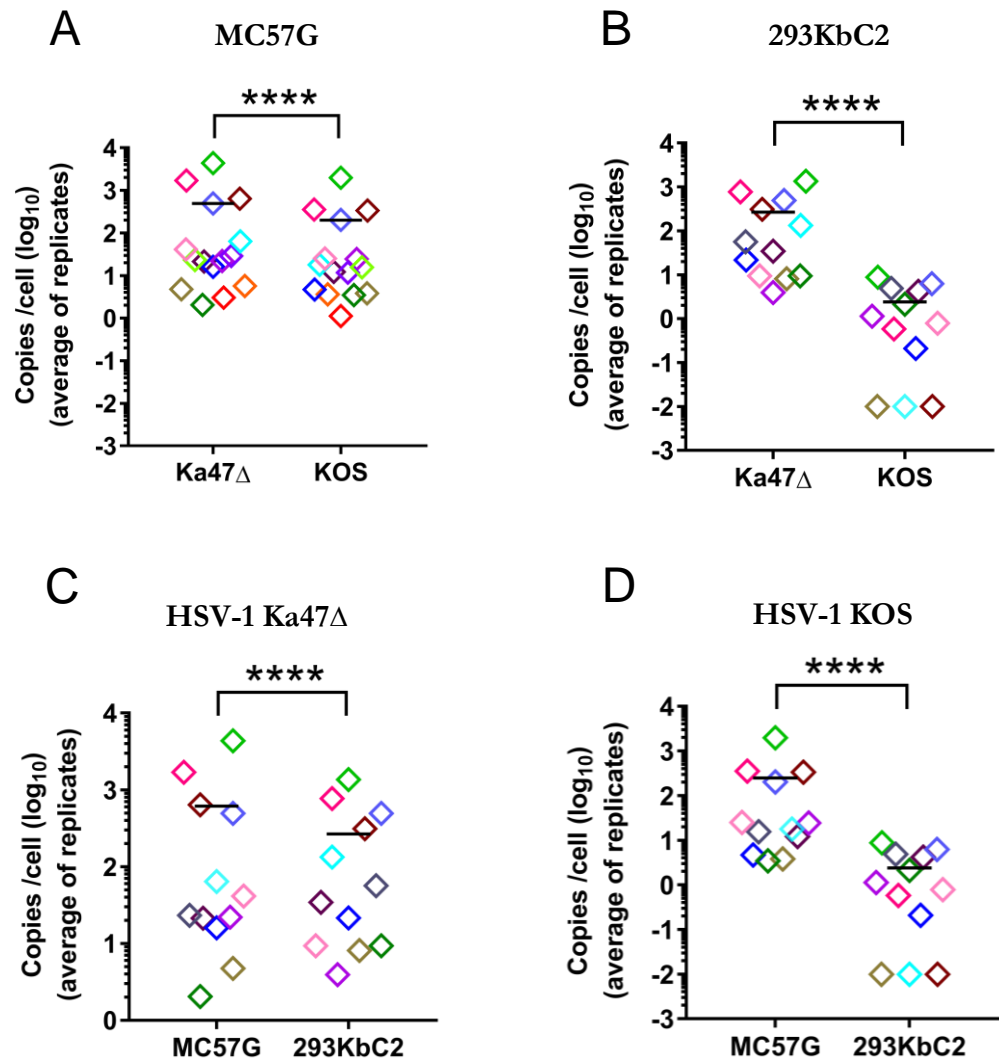 A
MC57G
****
Copies /cell (log10)
(average of replicates)
4
3
2
1
0
-1
-2
-3
Ka47Δ
KOS
B
293KbC2
****
Copies /cell (log10)
(average of replicates)
4
3
2
1
0
-1
-2
-3
Ka47Δ
KOS
C
HSV-1 Ka47Δ
****
Copies /cell (log10)
(average of replicates)
4
3
2
1
0
MC57G
293KbC2
D
HSV-1 KOS
****
Copies /cell (log10)
(average of replicates)
4
3
2
1
0
-1
-2
-3
MC57G
293KbC2